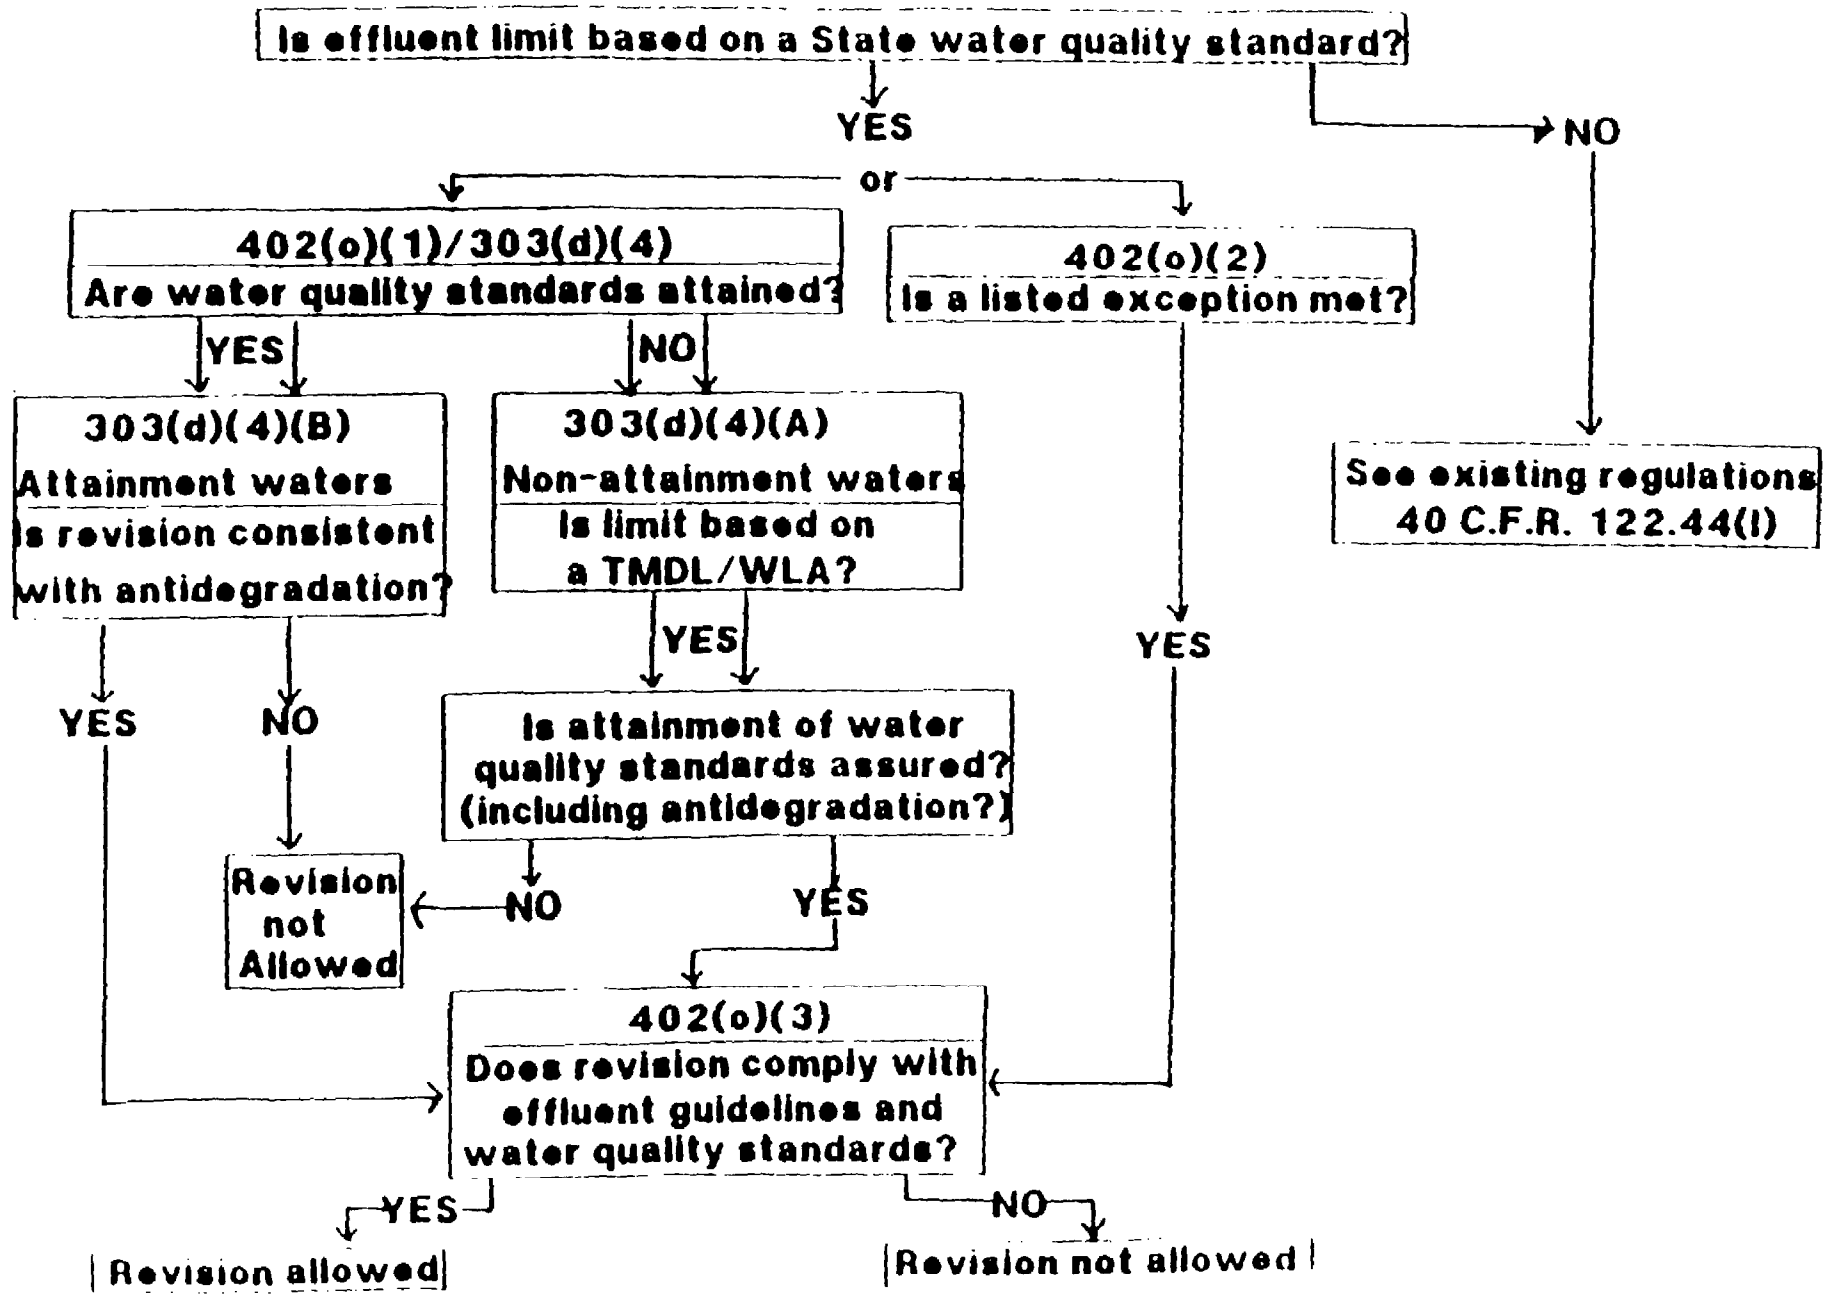 Is effluent limit based on a State water quality standard?
YES
NO
or
402(o)(1)/303(d)(4)
Are water quality standards attained?
402(o)(2)
Is a listed exception met?
YES
NO
303(d)(4)(B)
Attainment waters
Is revision consistent
with antidegradation?
303(d)(4)(A)
Non-attainment waters
Is limit based on
a TMDL/WLA?
See existing regulations
40 C.F.R. 122.44(l)
YES
YES
YES
NO
Is attainment of water
quality standards assured?
(including antidegradation?)
Revision
not
Allowed
NO
YES
402(o)(3)
Does revision comply with
effluent guidelines and
water quality standards?
YES
NO
Revision allowed
Revision not allowed